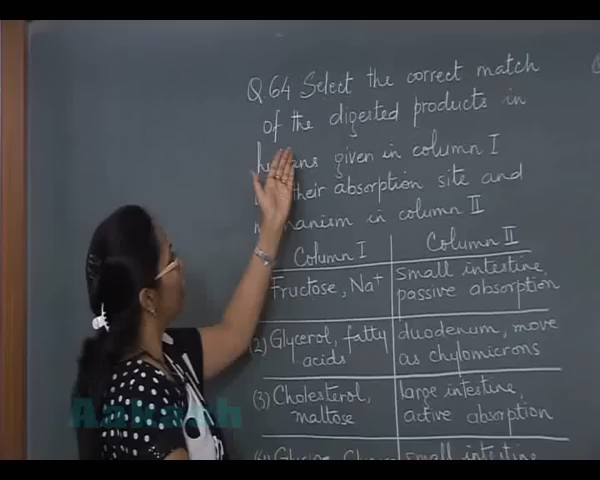 Q 64 Select the correct match
of the digested products in
given in column I
their absorption site and
in column II
Column I Column II
Fructose, Na⁺ Small intestine,
passive absorption
(2) Glycerol, fatty duodenum, move
acids as chylomicrons
(3) Cholesterol, large intestine,
maltose active absorption
small intestine
Aakash